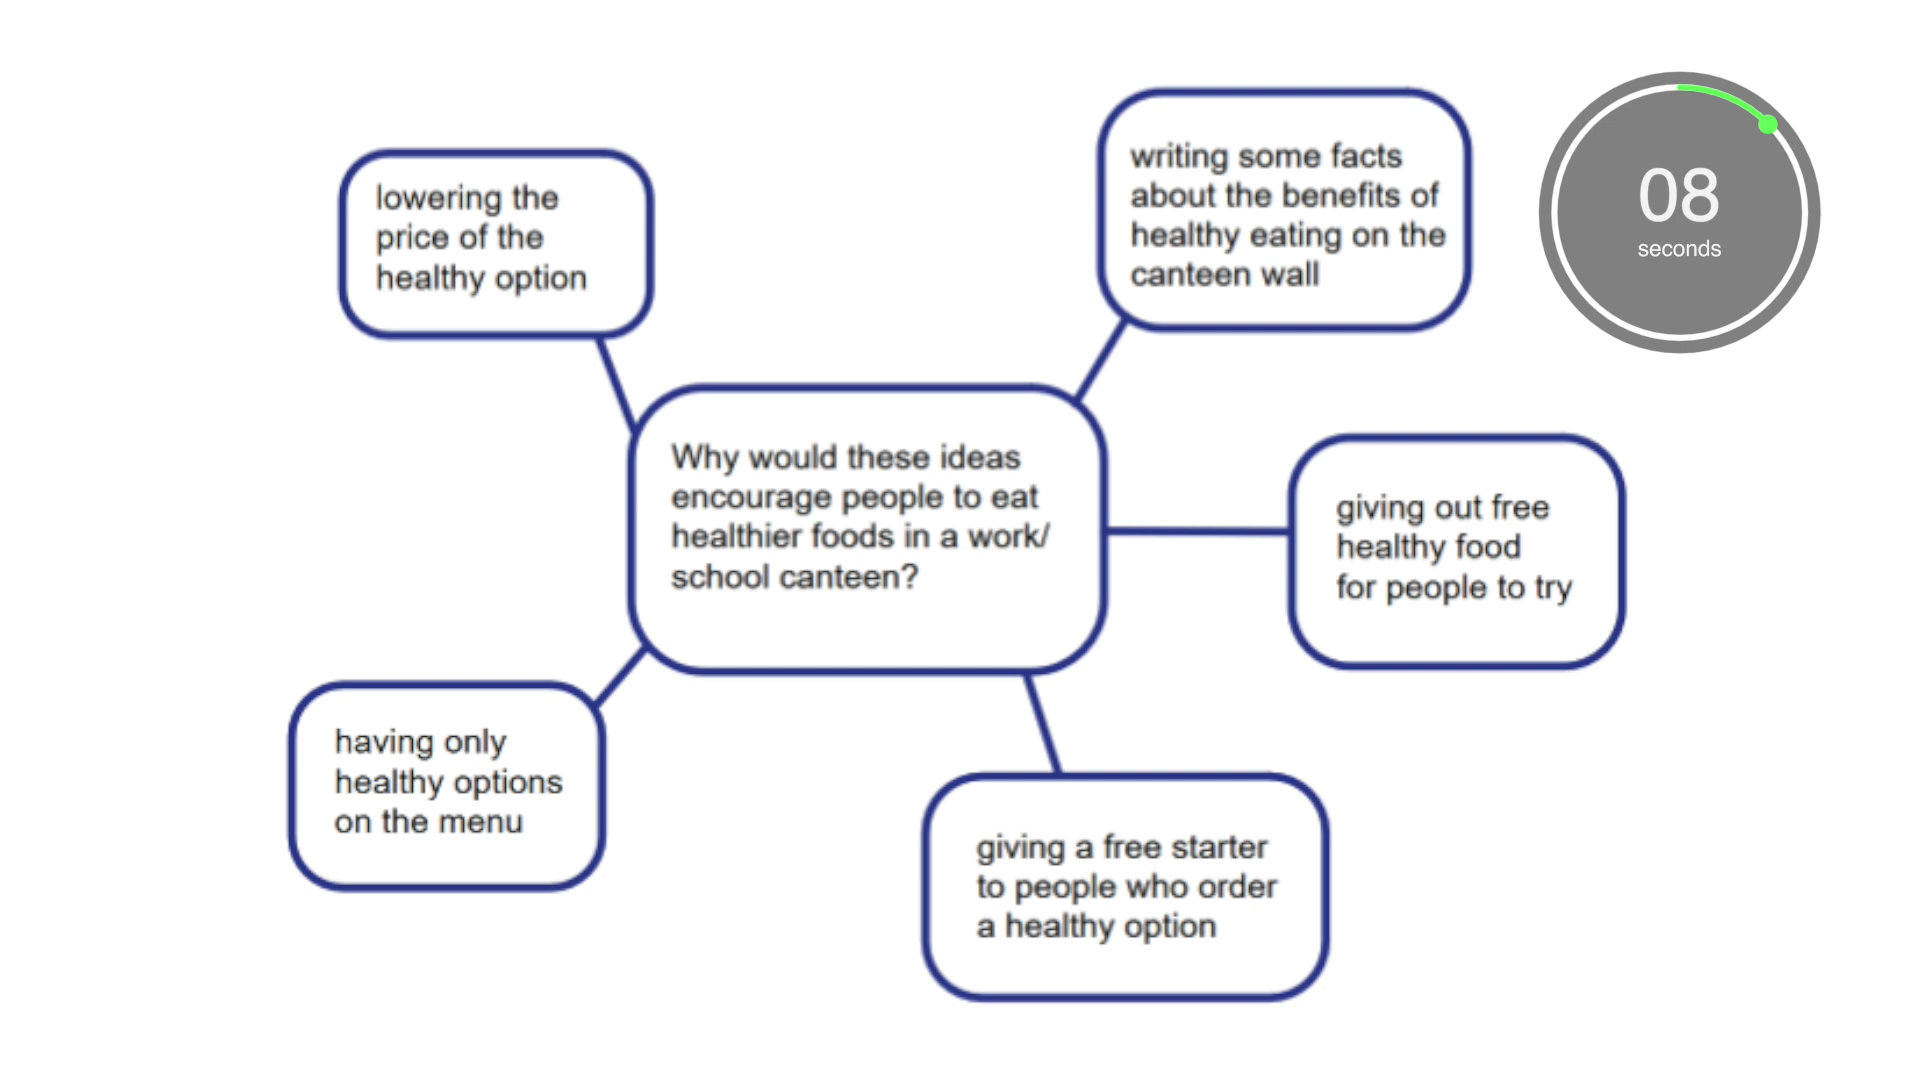 lowering the
price of the
healthy option
writing some facts
about the benefits of
healthy eating on the
canteen wall
08
seconds
Why would these ideas
encourage people to eat
healthier foods in a work/
school canteen?
giving out free
healthy food
for people to try
having only
healthy options
on the menu
giving a free starter
to people who order
a healthy option